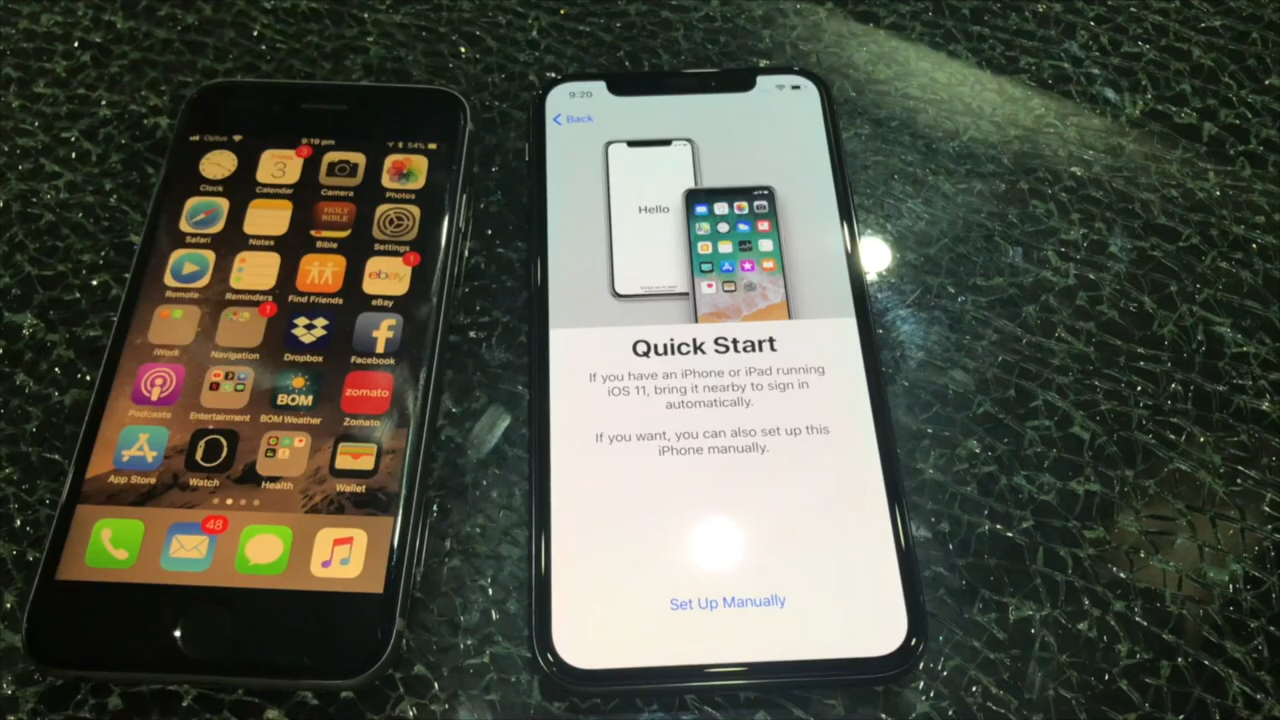 Optus
9:19 pm
54%
3
3
Clock
Calendar
Camera
Photos
HOLY
BIBLE
Safari
Notes
Bible
Settings
1
ebay
Remote
Reminders
Find Friends
eBay
1
iWork
Navigation
Dropbox
Facebook
BOM
zomato
Podcasts
Entertainment
BOM Weather
Zomato
App Store
Watch
Health
Wallet
48
9:20
Back
Hello
Quick Start
If you have an iPhone or iPad running
iOS 11, bring it nearby to sign in
automatically.
If you want, you can also set up this
iPhone manually.
Set Up Manually